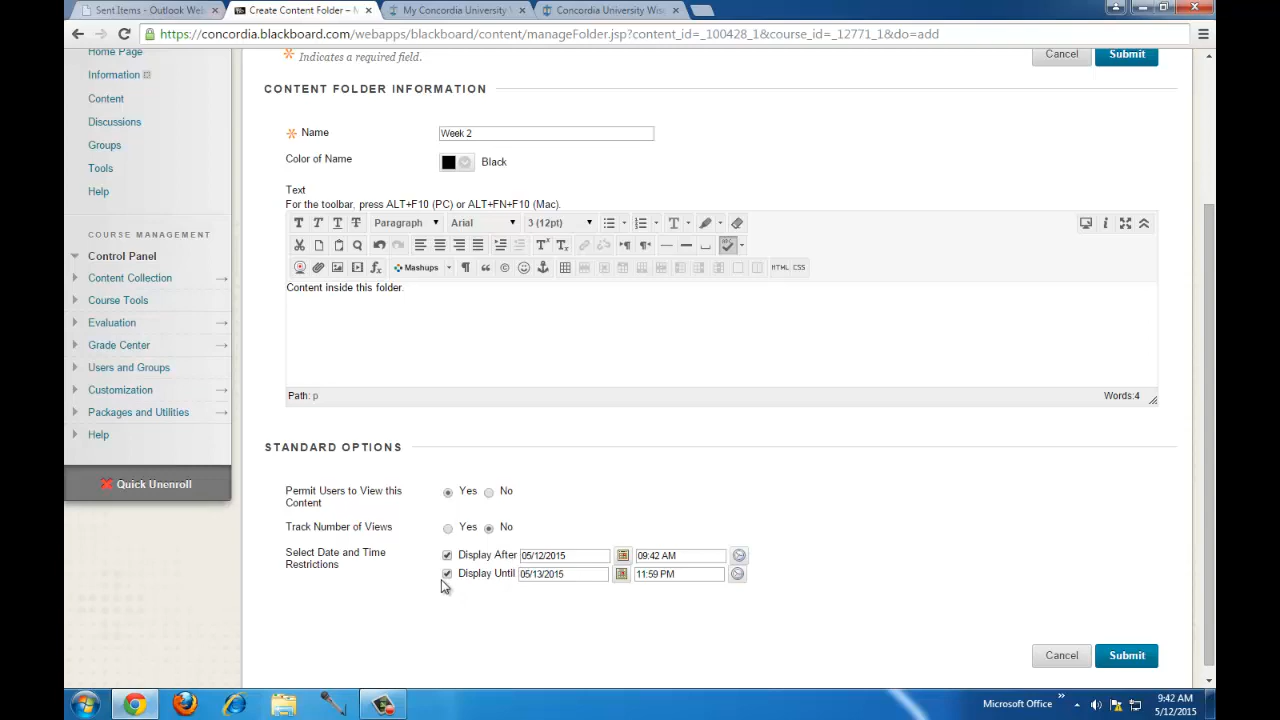 Sent Items - Outlook Web
Create Content Folder –
My Concordia University
Concordia University Wis
https://concordia.blackboard.com/webapps/blackboard/content/manageFolder.jsp?content_id=_100428_1&course_id=_12771_1&do=add
Home Page
Information
Content
Discussions
Groups
Tools
Help
COURSE MANAGEMENT
Control Panel
Content Collection
Course Tools
Evaluation
Grade Center
Users and Groups
Customization
Packages and Utilities
Help
Quick Unenroll
Indicates a required field.
Cancel Submit
CONTENT FOLDER INFORMATION
Name Week 2
Color of Name Black
Text
For the toolbar, press ALT+F10 (PC) or ALT+FN+F10 (Mac).
T T T T Paragraph Arial 3 (12pt) T
Mashups HTML CSS
Content inside this folder.
Path: p Words:4
STANDARD OPTIONS
Permit Users to View this Yes No
Content
Track Number of Views Yes No
Select Date and Time Display After 05/12/2015 09:42 AM
Restrictions Display Until 05/13/2015 11:59 PM
Cancel Submit
Microsoft Office 9:42 AM
5/12/2015